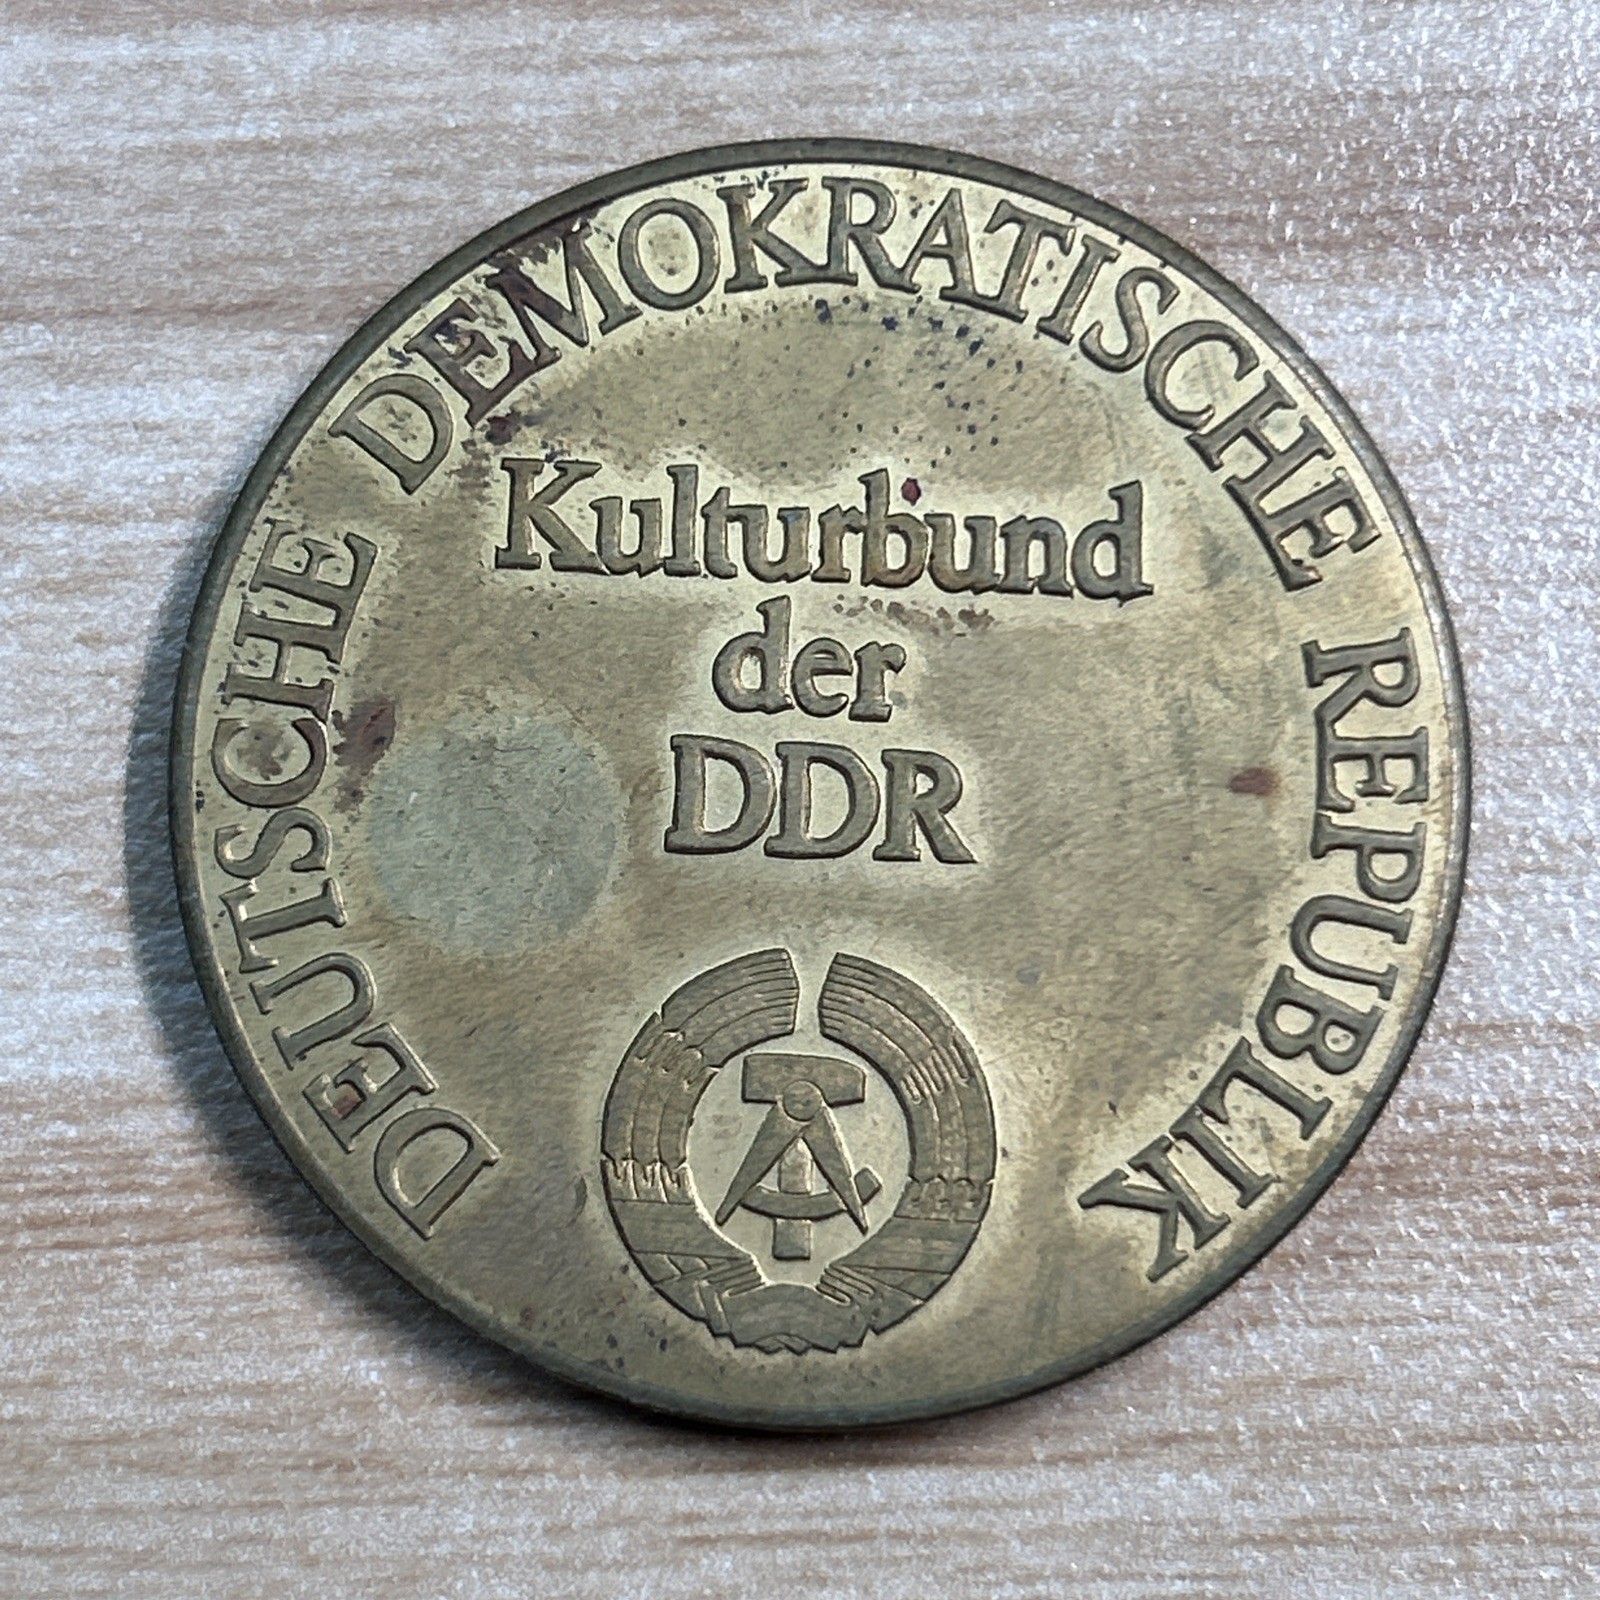 DEUTSCHE DEMOKRATISCHE REPUBLIK
Kulturbund
der
DDR